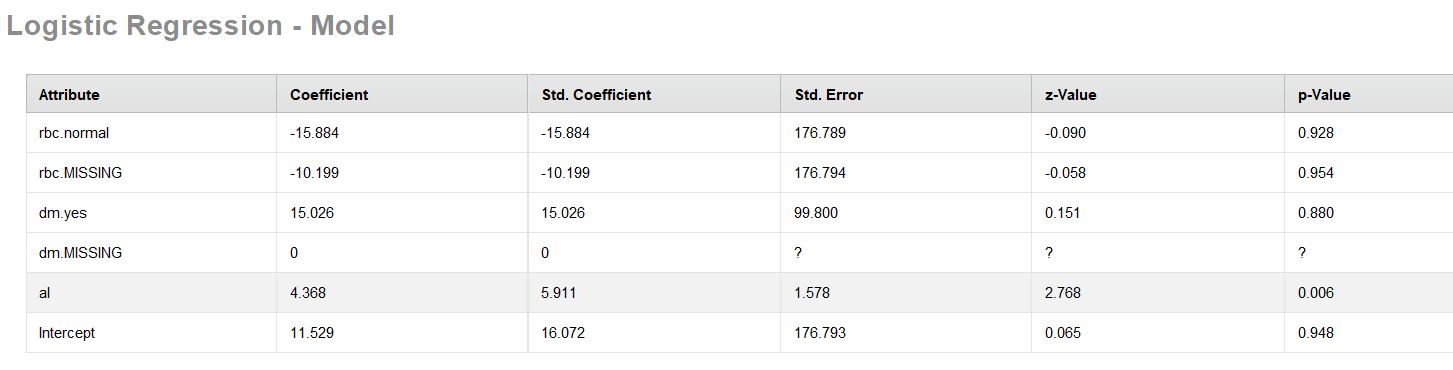 Logistic Regression - Model
Attribute Coefficient Std. Coefficient Std. Error z-Value p-Value
rbc.normal -15.884 -15.884 176.789 -0.090 0.928
rbc.MISSING -10.199 -10.199 176.794 -0.058 0.954
dm.yes 15.026 15.026 99.800 0.151 0.880
dm.MISSING 0 0 ? ? ?
al 4.368 5.911 1.578 2.768 0.006
Intercept 11.529 16.072 176.793 0.065 0.948